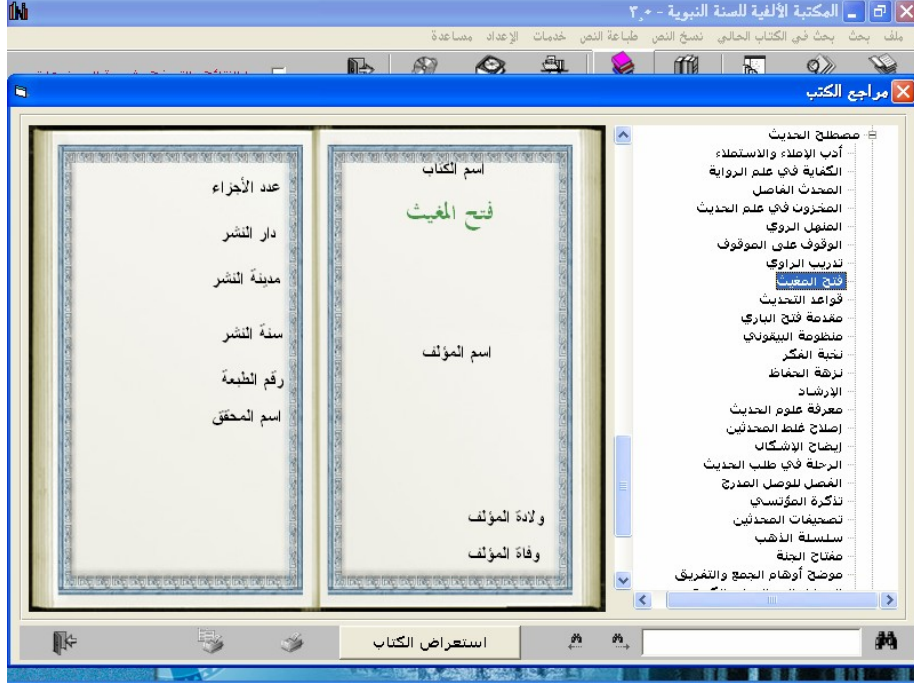 المكتبة الألفية للسنة النبوية - ٣,٠
ملف بحث بحث في الكتاب الحالي نسخ النص طباعة النص خدمات الإعداد مساعدة
مراجع الكتب
مصطلح الحديث
أدب الإملاء والاستملاء
الكفاية في علم الرواية
المحدث الفاصل
المخزون في علم الحديث
المنهل الروي
الوقوف على الموقوف
تدريب الراوي
فتح المغيث
قواعد التحديث
مقدمة فتح الباري
منظومة البيقوني
نخبة الفكر
نزهة الحفاظ
الإرشاد
معرفة علوم الحديث
إصلاح غلط المحدثين
إيضاح الإشكال
الرحلة في طلب الحديث
الفصل للوصل المدرج
تذكرة المؤتسي
تصحيفات المحدثين
سلسلة الذهب
مفتاح الجنة
موضح أوهام الجمع والتفريق
اسم الكتاب
فتح المغيث
اسم المؤلف
ولادة المؤلف
وفاة المؤلف
عدد الأجزاء
دار النشر
مدينة النشر
سنة النشر
رقم الطبعة
اسم المحقق
استعراض الكتاب